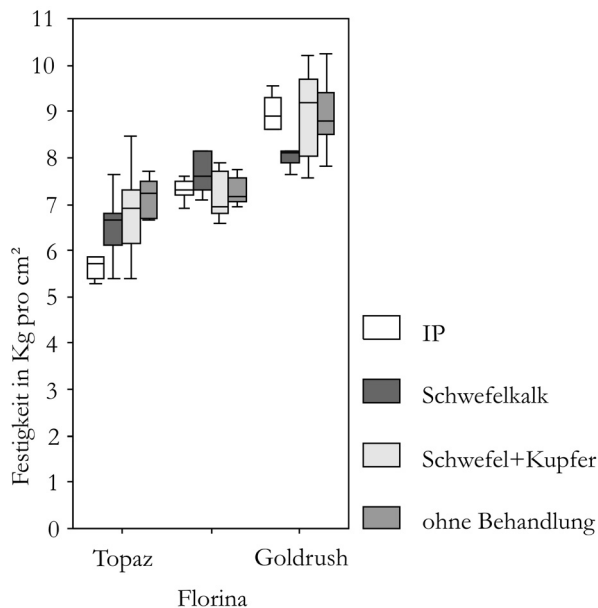 Festigkeit in Kg pro cm²
11
10
9
8
7
6
5
4
3
2
1
0
Topaz
Florina
Goldrush
IP
Schwefelkalk
Schwefel+Kupfer
ohne Behandlung